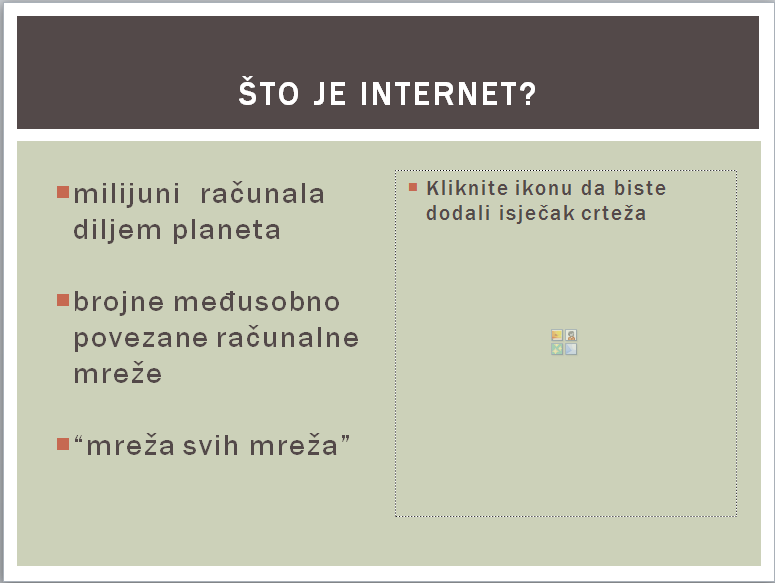 ŠTO JE INTERNET?
milijuni računala
diljem planeta
brojne međusobno
povezane računalne
mreže
“mreža svih mreža”
Kliknite ikonu da biste
dodali isječak crteža